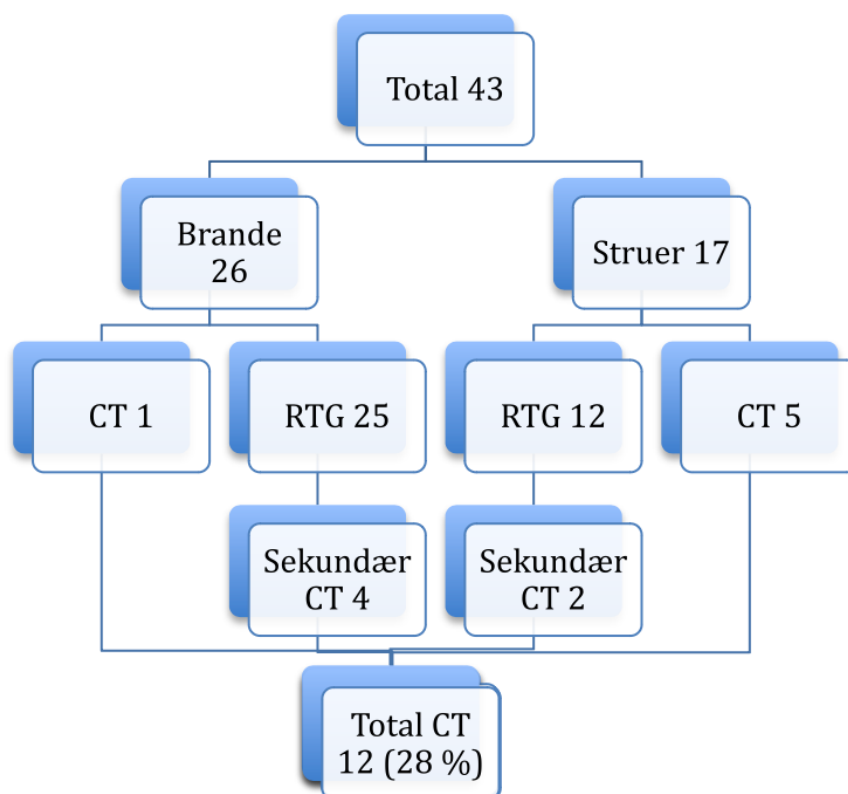 Total 43
Brande
26
Struer 17
CT 1
RTG 25
RTG 12
CT 5
Sekundær
CT 4
Sekundær
CT 2
Total CT
12 (28 %)